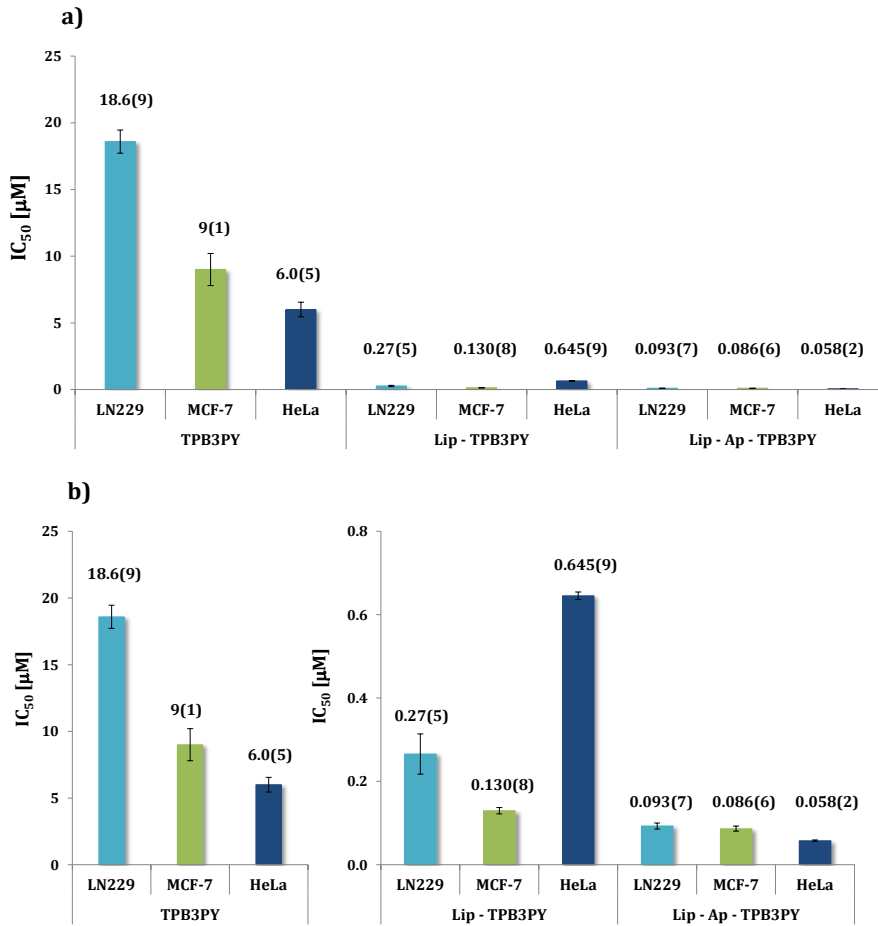 a)
IC50 [μM]
25
20
15
10
5
0
18.6(9)
9(1)
6.0(5)
0.27(5) 0.130(8) 0.645(9) 0.093(7) 0.086(6) 0.058(2)
LN229 MCF-7 HeLa LN229 MCF-7 HeLa LN229 MCF-7 HeLa
TPB3PY Lip - TPB3PY Lip - Ap - TPB3PY
b)
IC50 [μM]
25
20
15
10
5
0
18.6(9)
9(1)
6.0(5)
LN229 MCF-7 HeLa
TPB3PY
IC50 [μM]
0.8
0.6
0.4
0.2
0.0
0.645(9)
0.27(5)
0.130(8)
0.093(7) 0.086(6) 0.058(2)
LN229 MCF-7 HeLa LN229 MCF-7 HeLa
Lip - TPB3PY Lip - Ap - TPB3PY